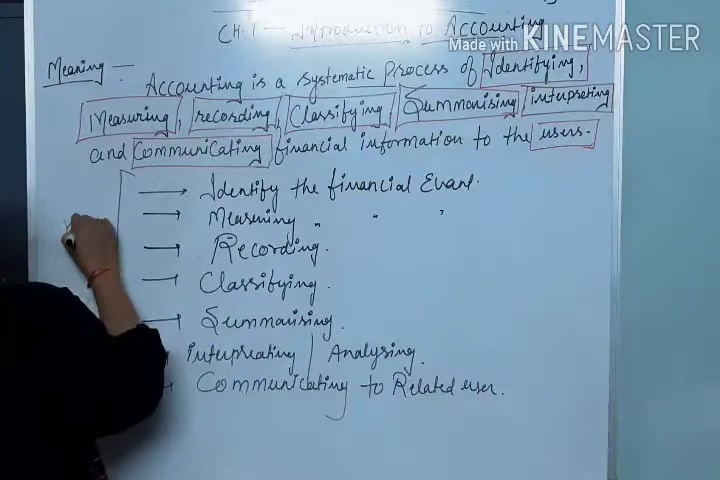 CH.1 - Introduction to Accounting
Made with KINEMASTER
Meaning - Accounting is a systematic Process of Identifying,
Measuring, recording, Classifying, Summarising, interpreting
and communicating financial information to the users.
→ Identify the financial Evant.
→ Measuring " " "
→ Recording.
→ Classifying.
→ Summarising.
→ Interpreating / Analysing.
→ Communicating to Related user.